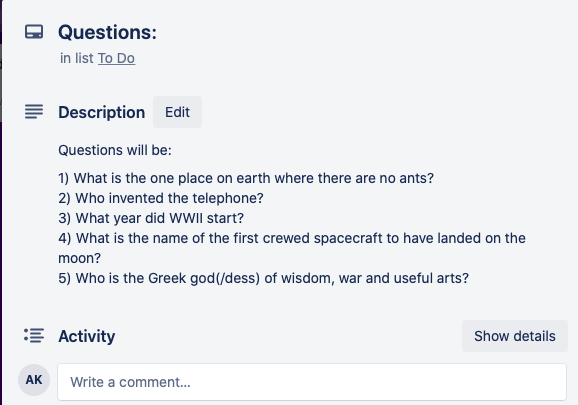 Questions:
in list To Do
Description Edit
Questions will be:
1) What is the one place on earth where there are no ants?
2) Who invented the telephone?
3) What year did WWII start?
4) What is the name of the first crewed spacecraft to have landed on the
moon?
5) Who is the Greek god(/dess) of wisdom, war and useful arts?
Activity Show details
AK Write a comment...